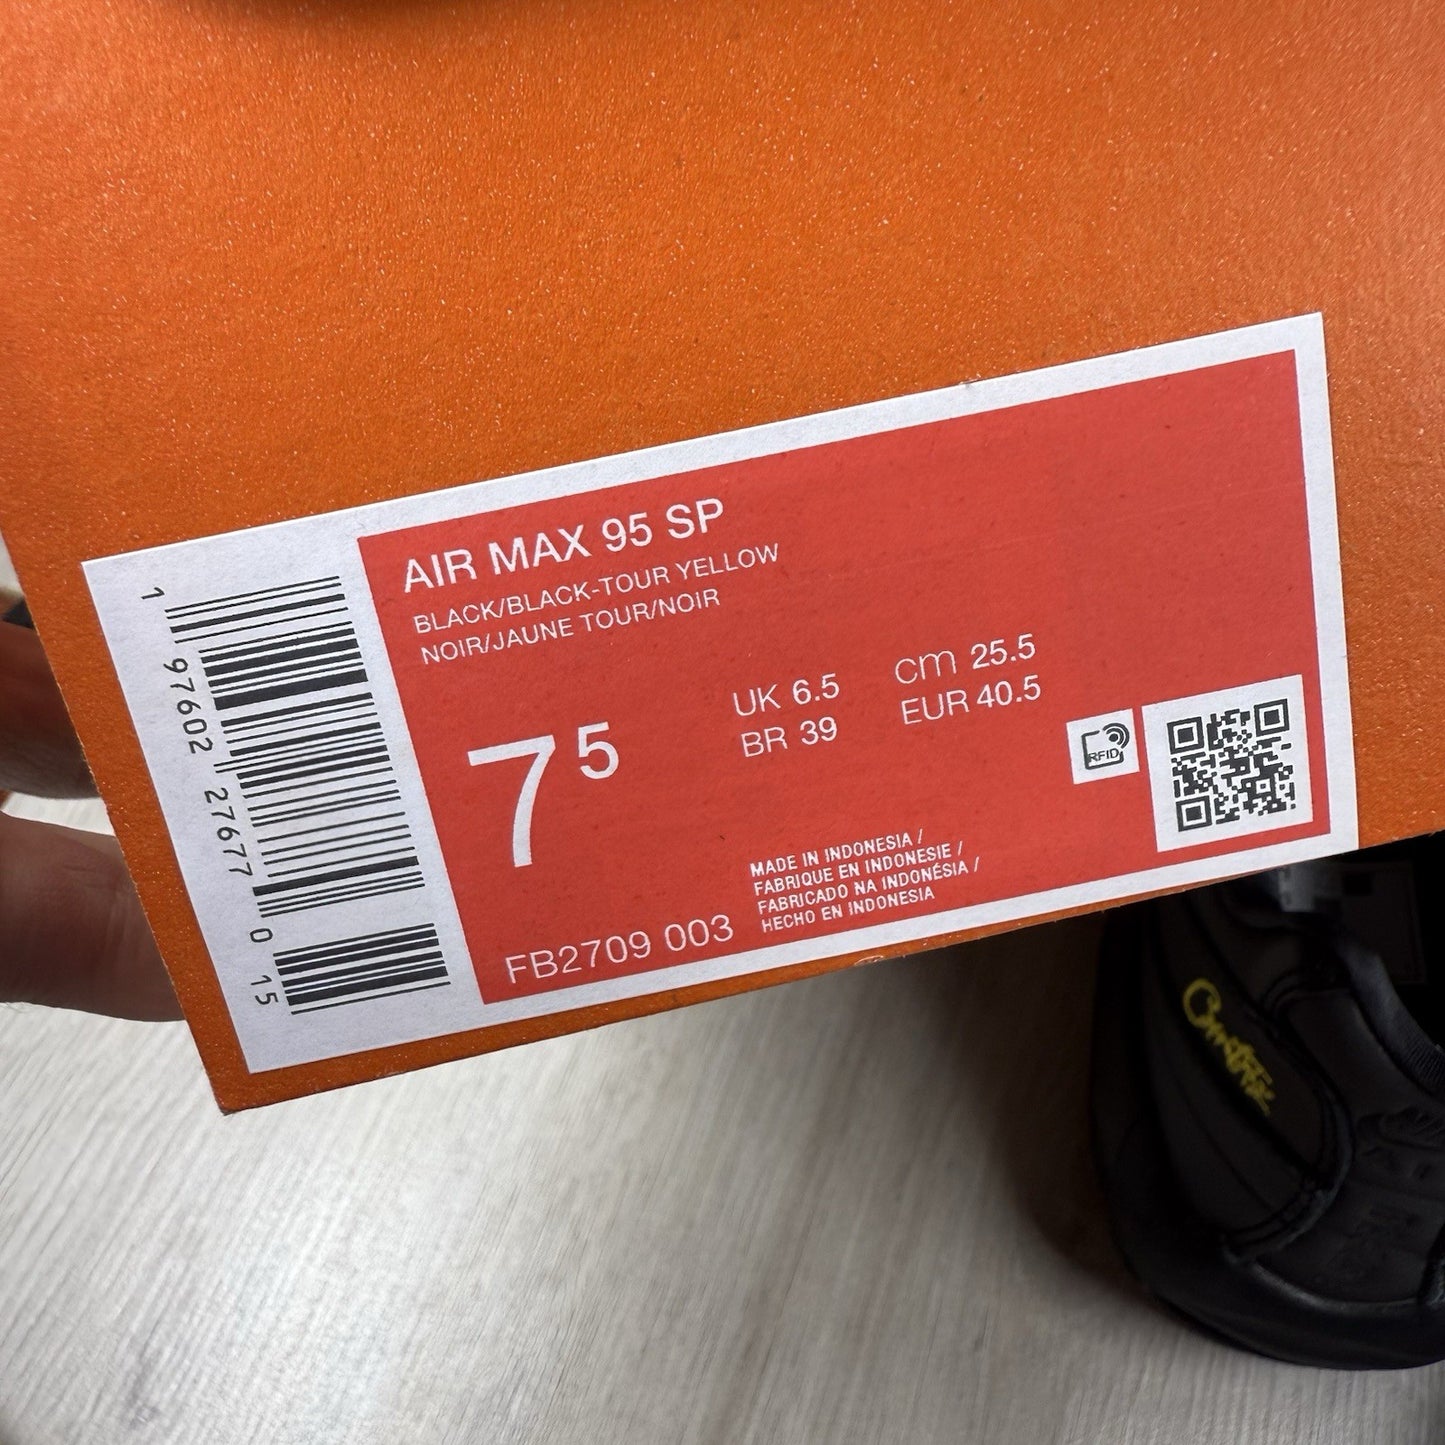 AIR MAX 95 SP
BLACK/BLACK-TOUR YELLOW
NOIR/JAUNE TOUR/NOIR
7 5
UK 6.5
BR 39
cm 25.5
EUR 40.5
RFID
MADE IN INDONESIA /
FABRIQUE EN INDONESIE /
FABRICADO NA INDONÉSIA /
HECHO EN INDONESIA
FB2709 003
1 97602 27677 0 15